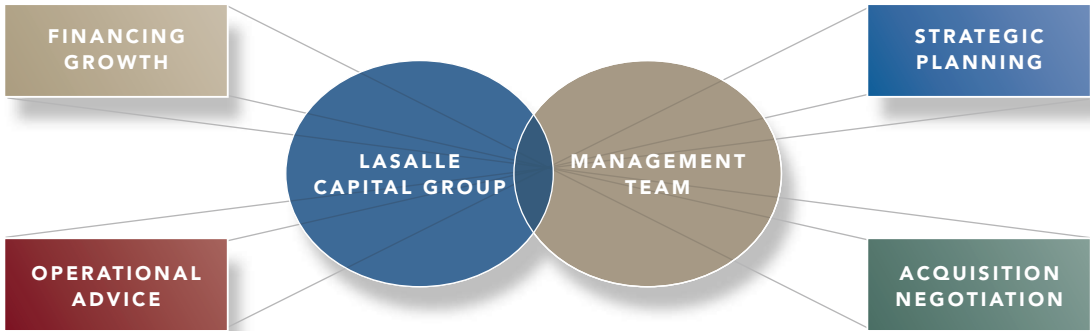 FINANCING
GROWTH
STRATEGIC
PLANNING
LASALLE
CAPITAL GROUP
MANAGEMENT
TEAM
OPERATIONAL
ADVICE
ACQUISITION
NEGOTIATION